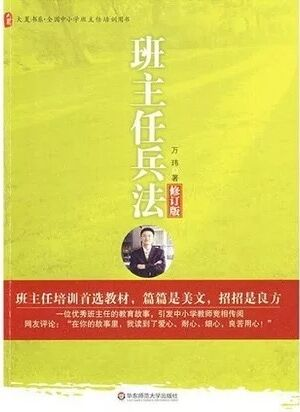 大夏书系·全国中小学班主任培训用书
班主任兵法
修订版
万 玮 著
班主任培训首选教材，篇篇是美文，招招是良方
一位优秀班主任的教育故事，引发中小学教师竞相传阅
网友评论：“在你的故事里，我读到了爱心、耐心、细心，良苦用心！”
华东师范大学出版社